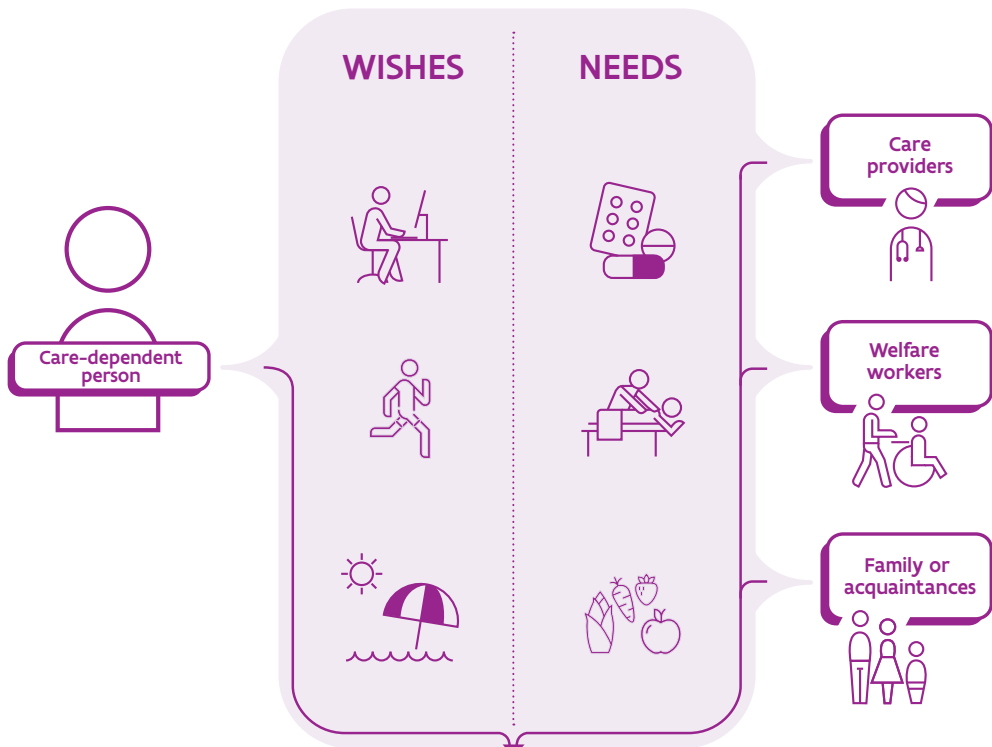 WISHES
NEEDS
Care-dependent
person
Care
providers
Welfare
workers
Family or
acquaintances